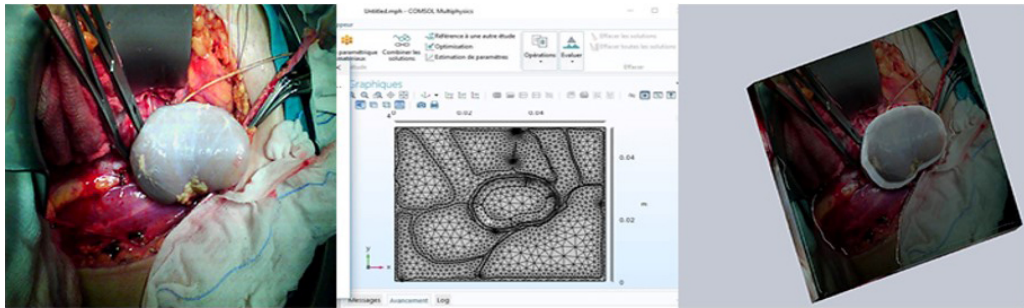 Untitled.mph - COMSOL Multiphysics
Référence à une autre étude
Combiner les
solutions
Optimisation
Estimation de paramètres
Opérations
Évaluer
Effacer les solutions
Effacer toutes les solutions
Effacer
Graphiques
0
0.02
0.04
0.04
0.02
0
y
x
Messages
Avancement
Log